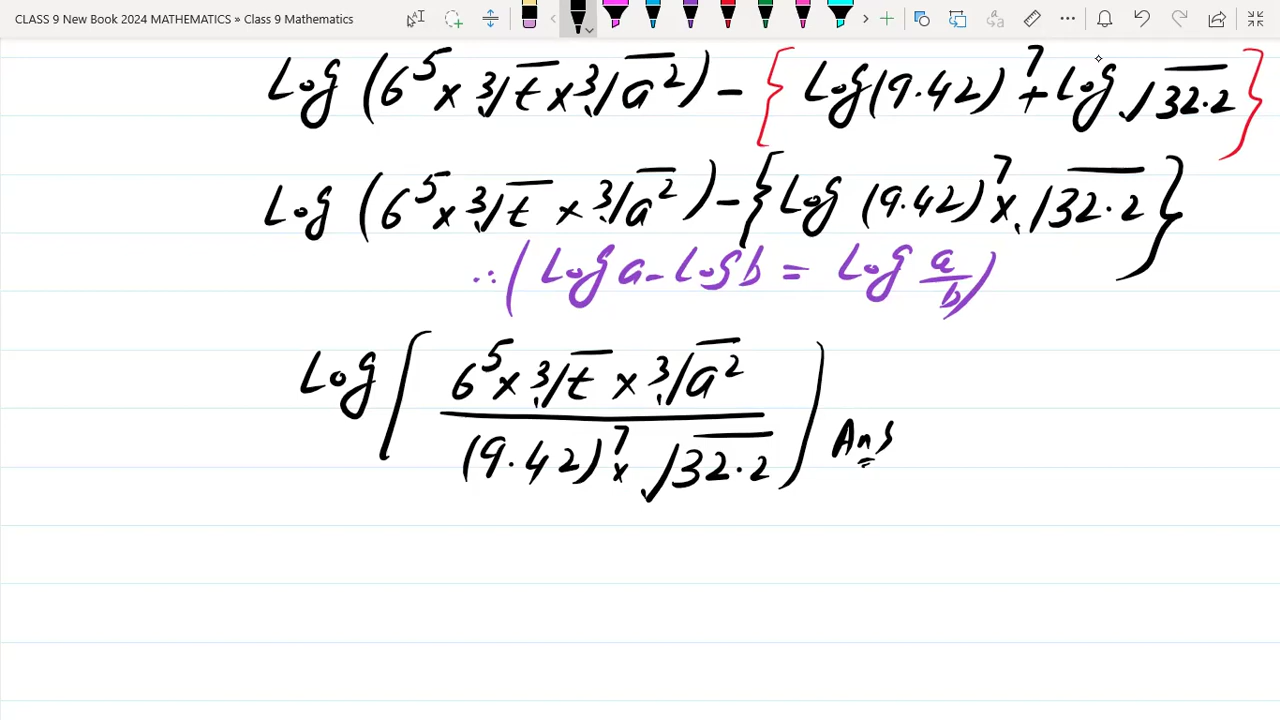 CLASS 9 New Book 2024 MATHEMATICS » Class 9 Mathematics
Log (6⁵ × ∛t × ∛a²) − { Log(9.42)⁷ + Log √32.2 }
Log (6⁵ × ∛t × ∛a²) − { Log (9.42)⁷ × √32.2 }
∴ ( Log a − Log b = Log a/b )
Log [ 6⁵ × ∛t × ∛a² / (9.42)⁷ × √32.2 ] Ans